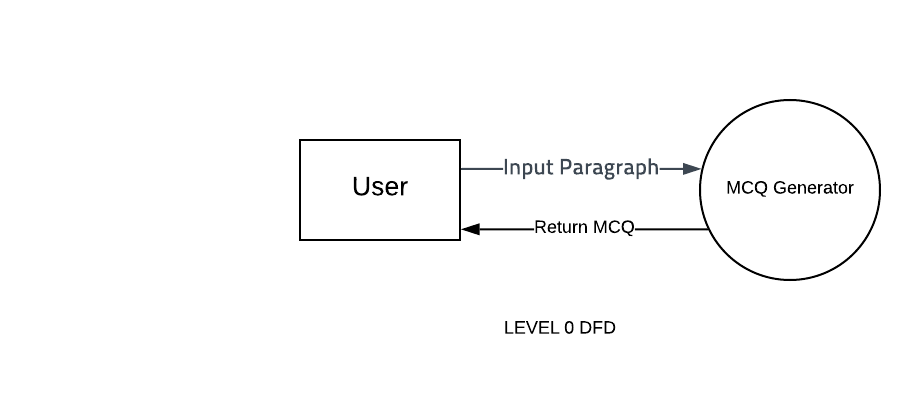 User
Input Paragraph
MCQ Generator
Return MCQ
LEVEL 0 DFD